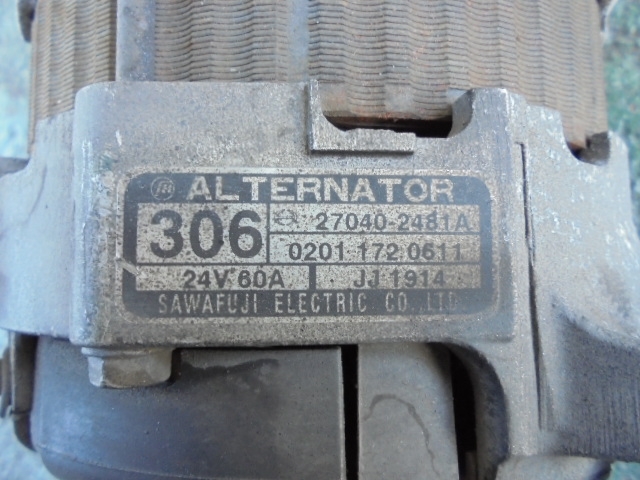 ALTERNATOR
306
27040-2481A
0201 172 0611
24V 60A JJ 1914
SAWAFUJI ELECTRIC CO., LTD.